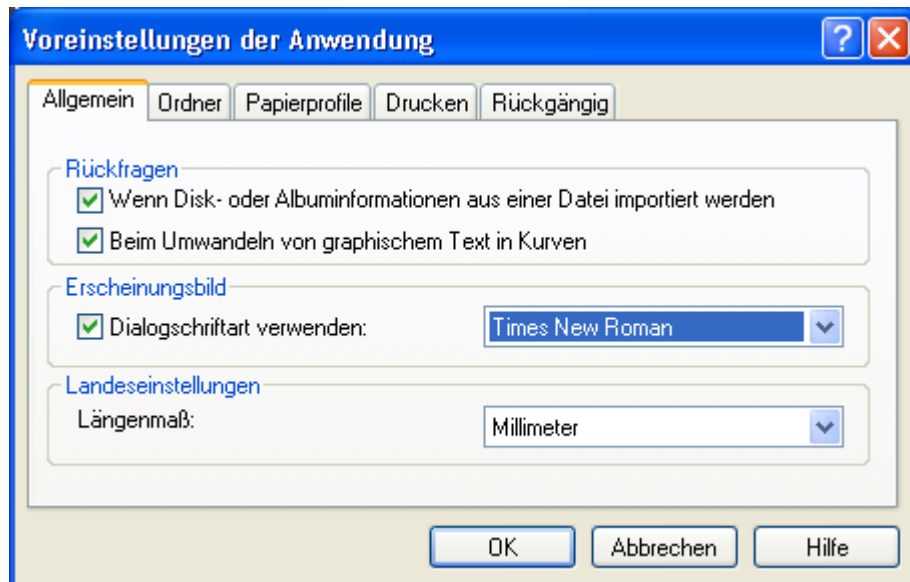 Voreinstellungen der Anwendung
Allgemein Ordner Papierprofile Drucken Rückgängig
Rückfragen
Wenn Disk- oder Albuminformationen aus einer Datei importiert werden
Beim Umwandeln von graphischem Text in Kurven
Erscheinungsbild
Dialogschriftart verwenden: Times New Roman
Landeseinstellungen
Längenmaß: Millimeter
OK Abbrechen Hilfe